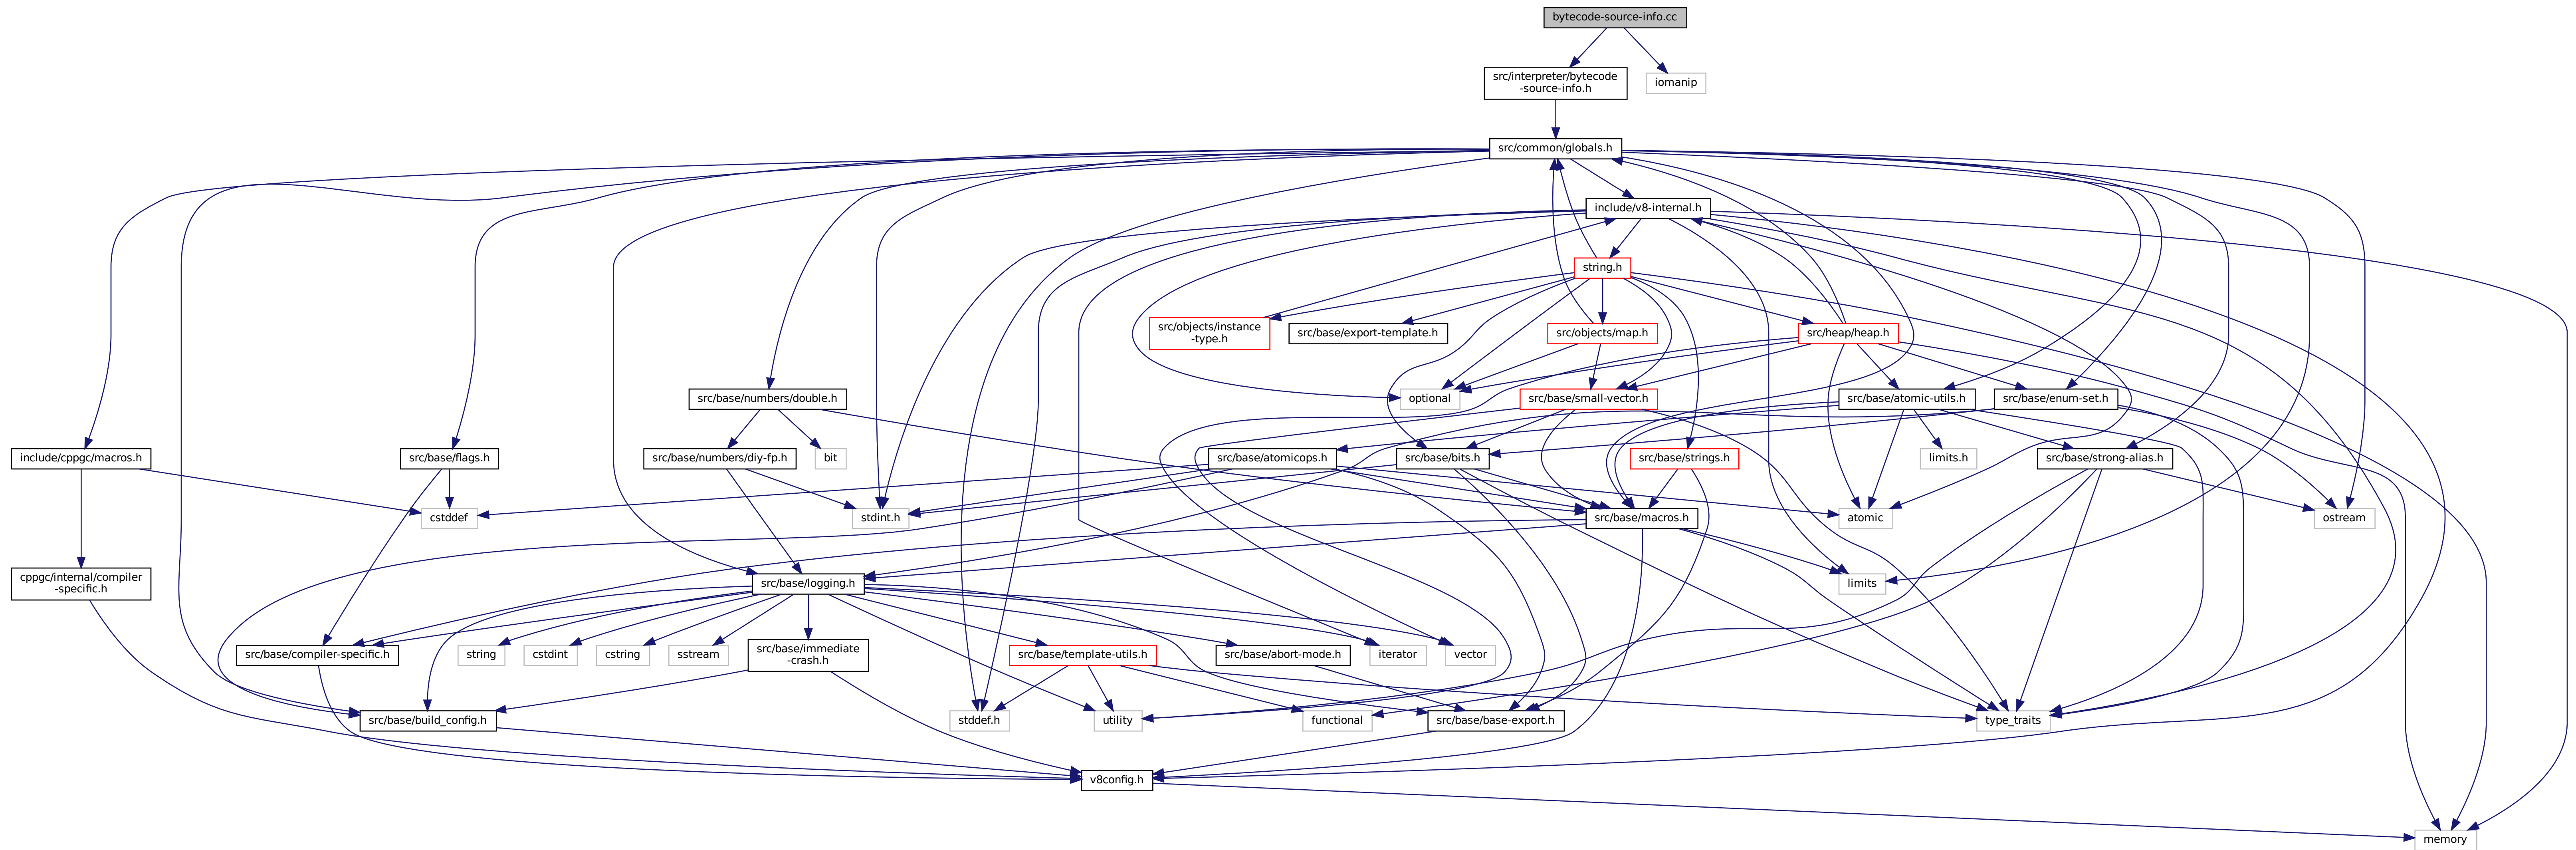 bytecode-source-info.cc
src/interpreter/bytecode
-source-info.h
iomanip
src/common/globals.h
include/v8-internal.h
string.h
src/objects/instance
-type.h
src/base/export-template.h
src/objects/map.h
src/heap/heap.h
src/base/numbers/double.h
optional
src/base/small-vector.h
src/base/atomic-utils.h
src/base/enum-set.h
include/cppgc/macros.h
src/base/flags.h
src/base/numbers/diy-fp.h
bit
src/base/atomicops.h
src/base/bits.h
src/base/strings.h
limits.h
src/base/strong-alias.h
cstddef
stdint.h
src/base/macros.h
atomic
ostream
cppgc/internal/compiler
-specific.h
src/base/logging.h
limits
src/base/compiler-specific.h
string
cstdint
cstring
sstream
src/base/immediate
-crash.h
src/base/template-utils.h
src/base/abort-mode.h
iterator
vector
src/base/build_config.h
stddef.h
utility
functional
src/base/base-export.h
type_traits
v8config.h
memory